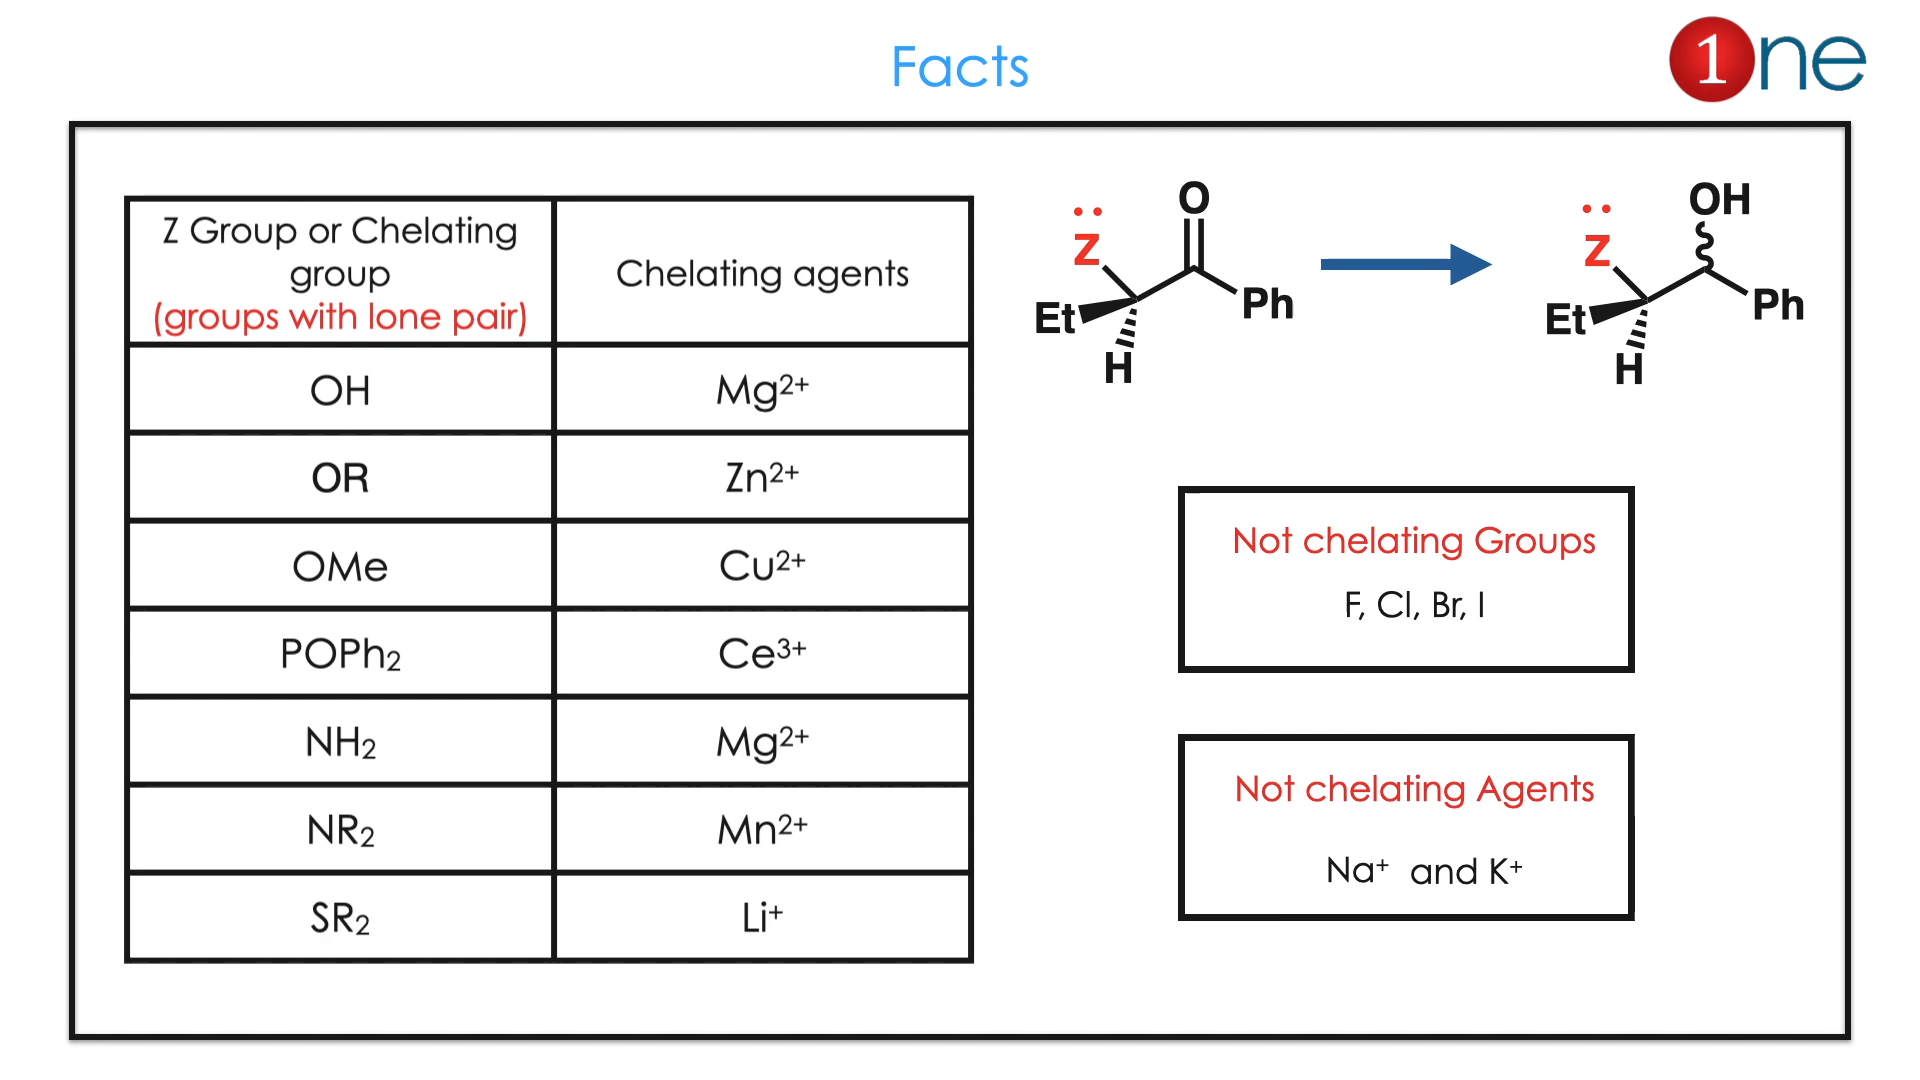 Facts
1ne
Z Group or Chelating
group
(groups with lone pair)
Chelating agents
OH
Mg²⁺
OR
Zn²⁺
OMe
Cu²⁺
POPh₂
Ce³⁺
NH₂
Mg²⁺
NR₂
Mn²⁺
SR₂
Li⁺
O
Z
Et
H
Ph
OH
Z
Et
H
Ph
Not chelating Groups
F, Cl, Br, I
Not chelating Agents
Na⁺ and K⁺